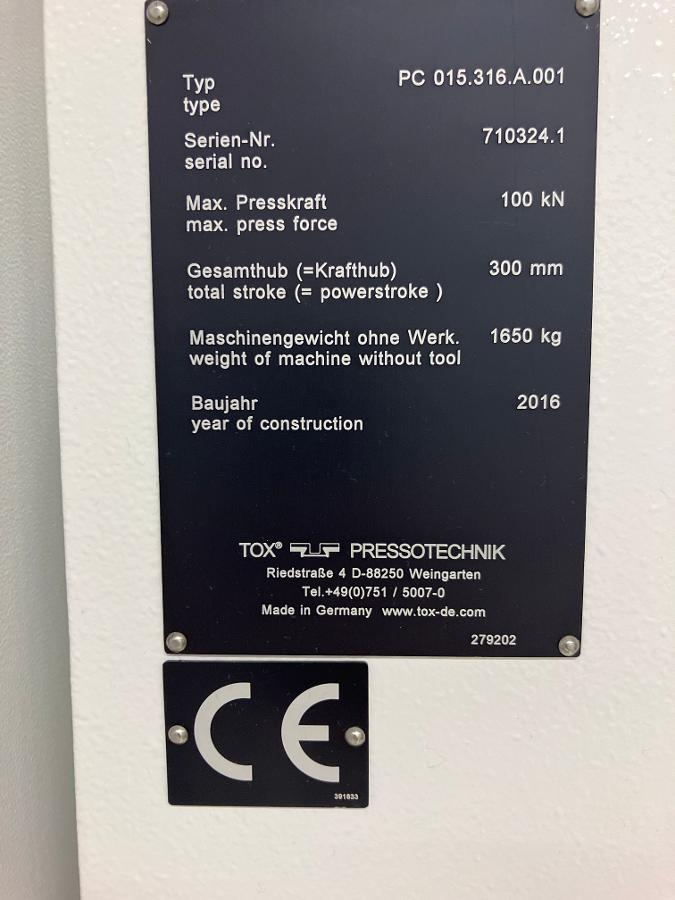 Typ PC 015.316.A.001
type
Serien-Nr. 710324.1
serial no.
Max. Presskraft 100 kN
max. press force
Gesamthub (=Krafthub) 300 mm
total stroke (= powerstroke )
Maschinengewicht ohne Werk. 1650 kg
weight of machine without tool
Baujahr 2016
year of construction
TOX® PRESSOTECHNIK
Riedstraße 4 D-88250 Weingarten
Tel.+49(0)751 / 5007-0
Made in Germany www.tox-de.com
279202
CE
391633